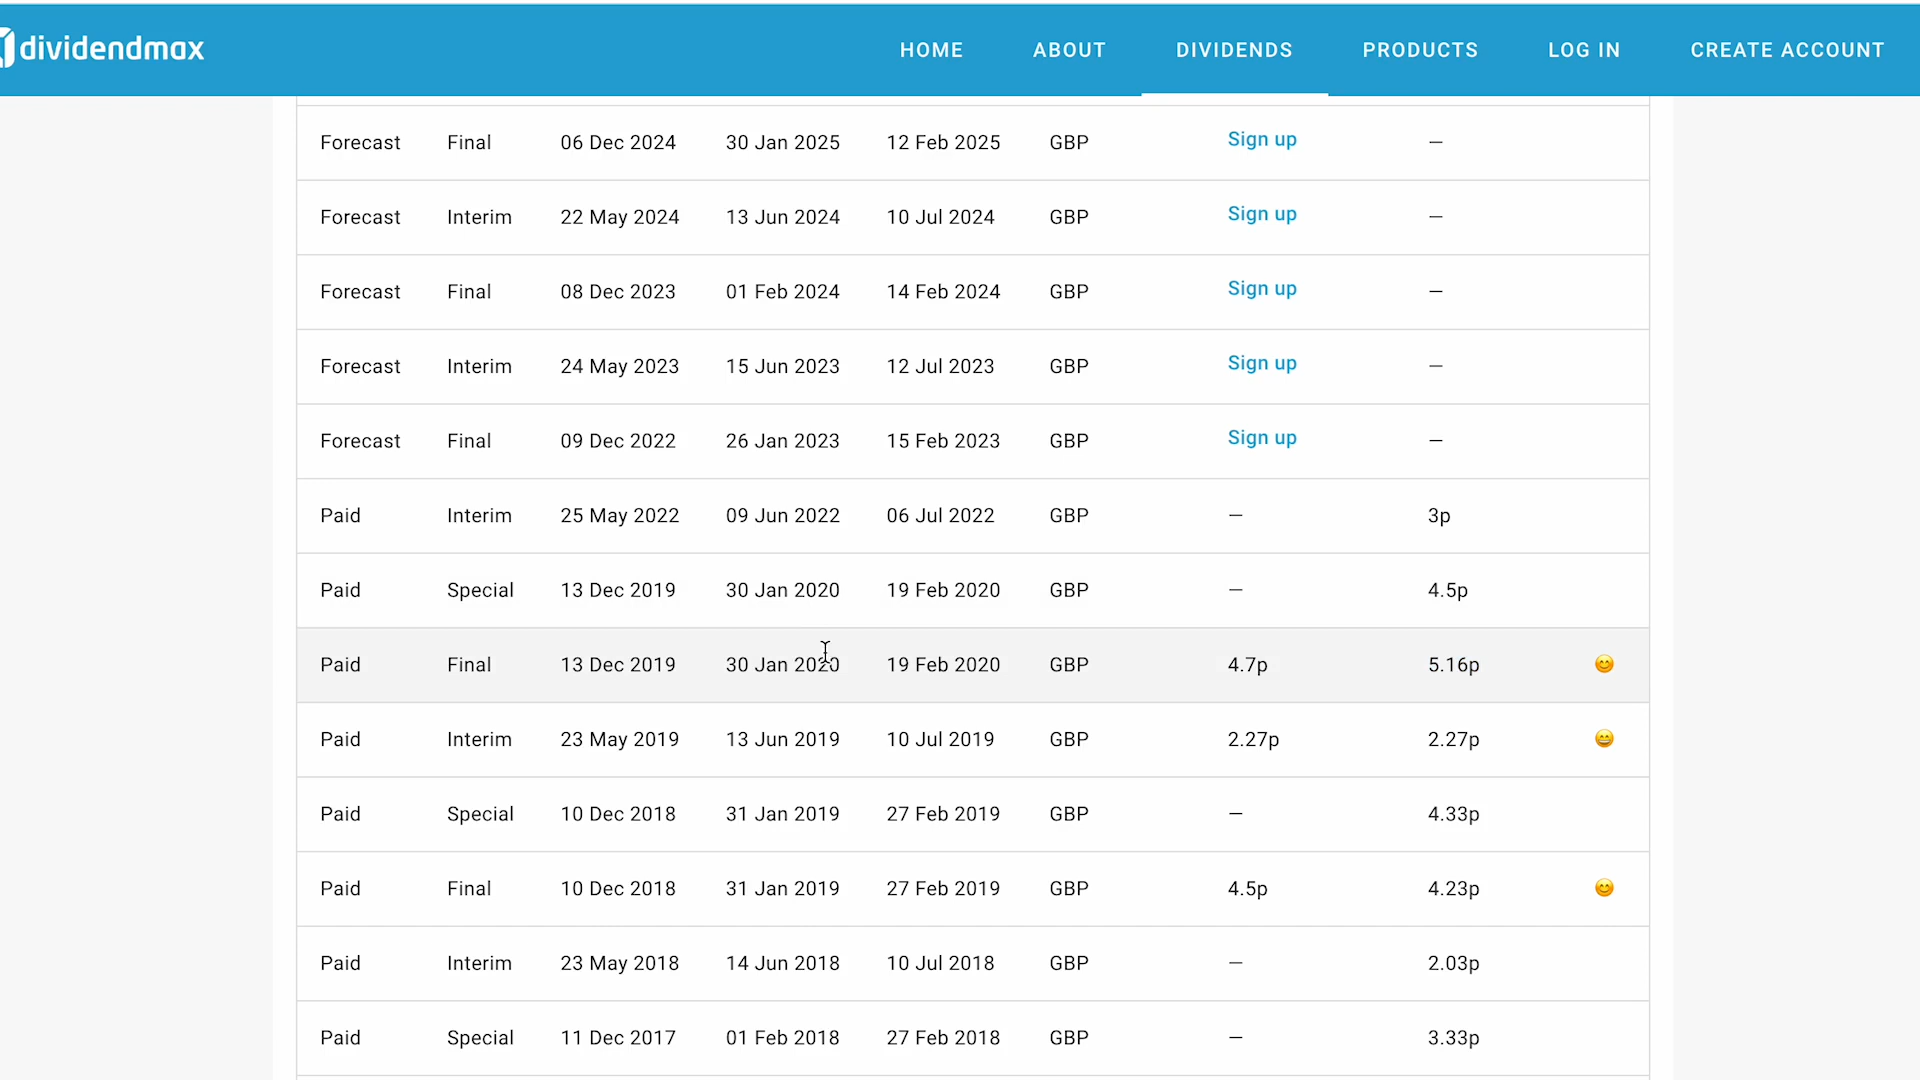 dividendmax HOME ABOUT DIVIDENDS PRODUCTS LOG IN CREATE ACCOUNT
Forecast Final 06 Dec 2024 30 Jan 2025 12 Feb 2025 GBP Sign up –
Forecast Interim 22 May 2024 13 Jun 2024 10 Jul 2024 GBP Sign up –
Forecast Final 08 Dec 2023 01 Feb 2024 14 Feb 2024 GBP Sign up –
Forecast Interim 24 May 2023 15 Jun 2023 12 Jul 2023 GBP Sign up –
Forecast Final 09 Dec 2022 26 Jan 2023 15 Feb 2023 GBP Sign up –
Paid Interim 25 May 2022 09 Jun 2022 06 Jul 2022 GBP – 3p
Paid Special 13 Dec 2019 30 Jan 2020 19 Feb 2020 GBP – 4.5p
Paid Final 13 Dec 2019 30 Jan 2020 19 Feb 2020 GBP 4.7p 5.16p 😊
Paid Interim 23 May 2019 13 Jun 2019 10 Jul 2019 GBP 2.27p 2.27p 😄
Paid Special 10 Dec 2018 31 Jan 2019 27 Feb 2019 GBP – 4.33p
Paid Final 10 Dec 2018 31 Jan 2019 27 Feb 2019 GBP 4.5p 4.23p 😊
Paid Interim 23 May 2018 14 Jun 2018 10 Jul 2018 GBP – 2.03p
Paid Special 11 Dec 2017 01 Feb 2018 27 Feb 2018 GBP – 3.33p